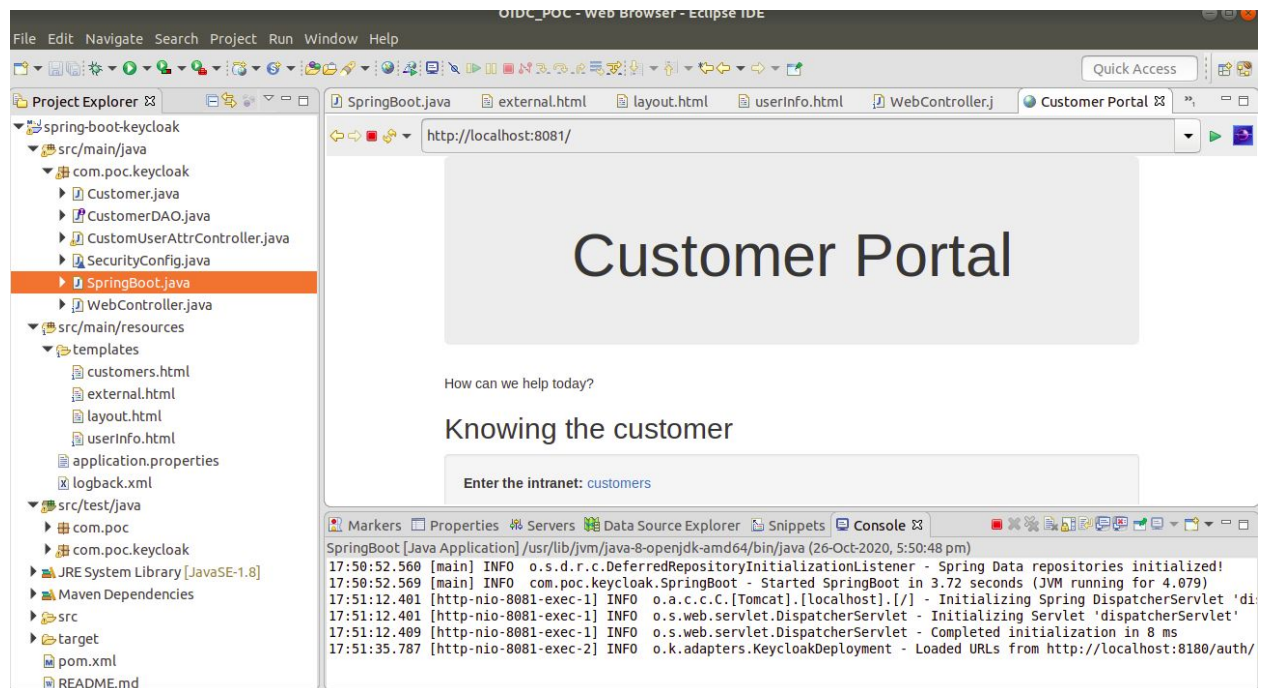 OIDC_POC - Web Browser - Eclipse IDE
File Edit Navigate Search Project Run Window Help
Quick Access
Project Explorer
spring-boot-keycloak
src/main/java
com.poc.keycloak
Customer.java
CustomerDAO.java
CustomUserAttrController.java
SecurityConfig.java
SpringBoot.java
WebController.java
src/main/resources
templates
customers.html
external.html
layout.html
userInfo.html
application.properties
logback.xml
src/test/java
com.poc
com.poc.keycloak
JRE System Library [JavaSE-1.8]
Maven Dependencies
src
target
pom.xml
README.md
SpringBoot.java external.html layout.html userInfo.html WebController.j Customer Portal
http://localhost:8081/
Customer Portal
How can we help today?
Knowing the customer
Enter the intranet: customers
Markers Properties Servers Data Source Explorer Snippets Console
SpringBoot [Java Application] /usr/lib/jvm/java-8-openjdk-amd64/bin/java (26-Oct-2020, 5:50:48 pm)
17:50:52.560 [main] INFO o.s.d.r.c.DeferredRepositoryInitializationListener - Spring Data repositories initialized!
17:50:52.569 [main] INFO com.poc.keycloak.SpringBoot - Started SpringBoot in 3.72 seconds (JVM running for 4.079)
17:51:12.401 [http-nio-8081-exec-1] INFO o.a.c.c.C.[Tomcat].[localhost].[/] - Initializing Spring DispatcherServlet 'di
17:51:12.401 [http-nio-8081-exec-1] INFO o.s.web.servlet.DispatcherServlet - Initializing Servlet 'dispatcherServlet'
17:51:12.409 [http-nio-8081-exec-1] INFO o.s.web.servlet.DispatcherServlet - Completed initialization in 8 ms
17:51:35.787 [http-nio-8081-exec-2] INFO o.k.adapters.KeycloakDeployment - Loaded URLs from http://localhost:8180/auth/